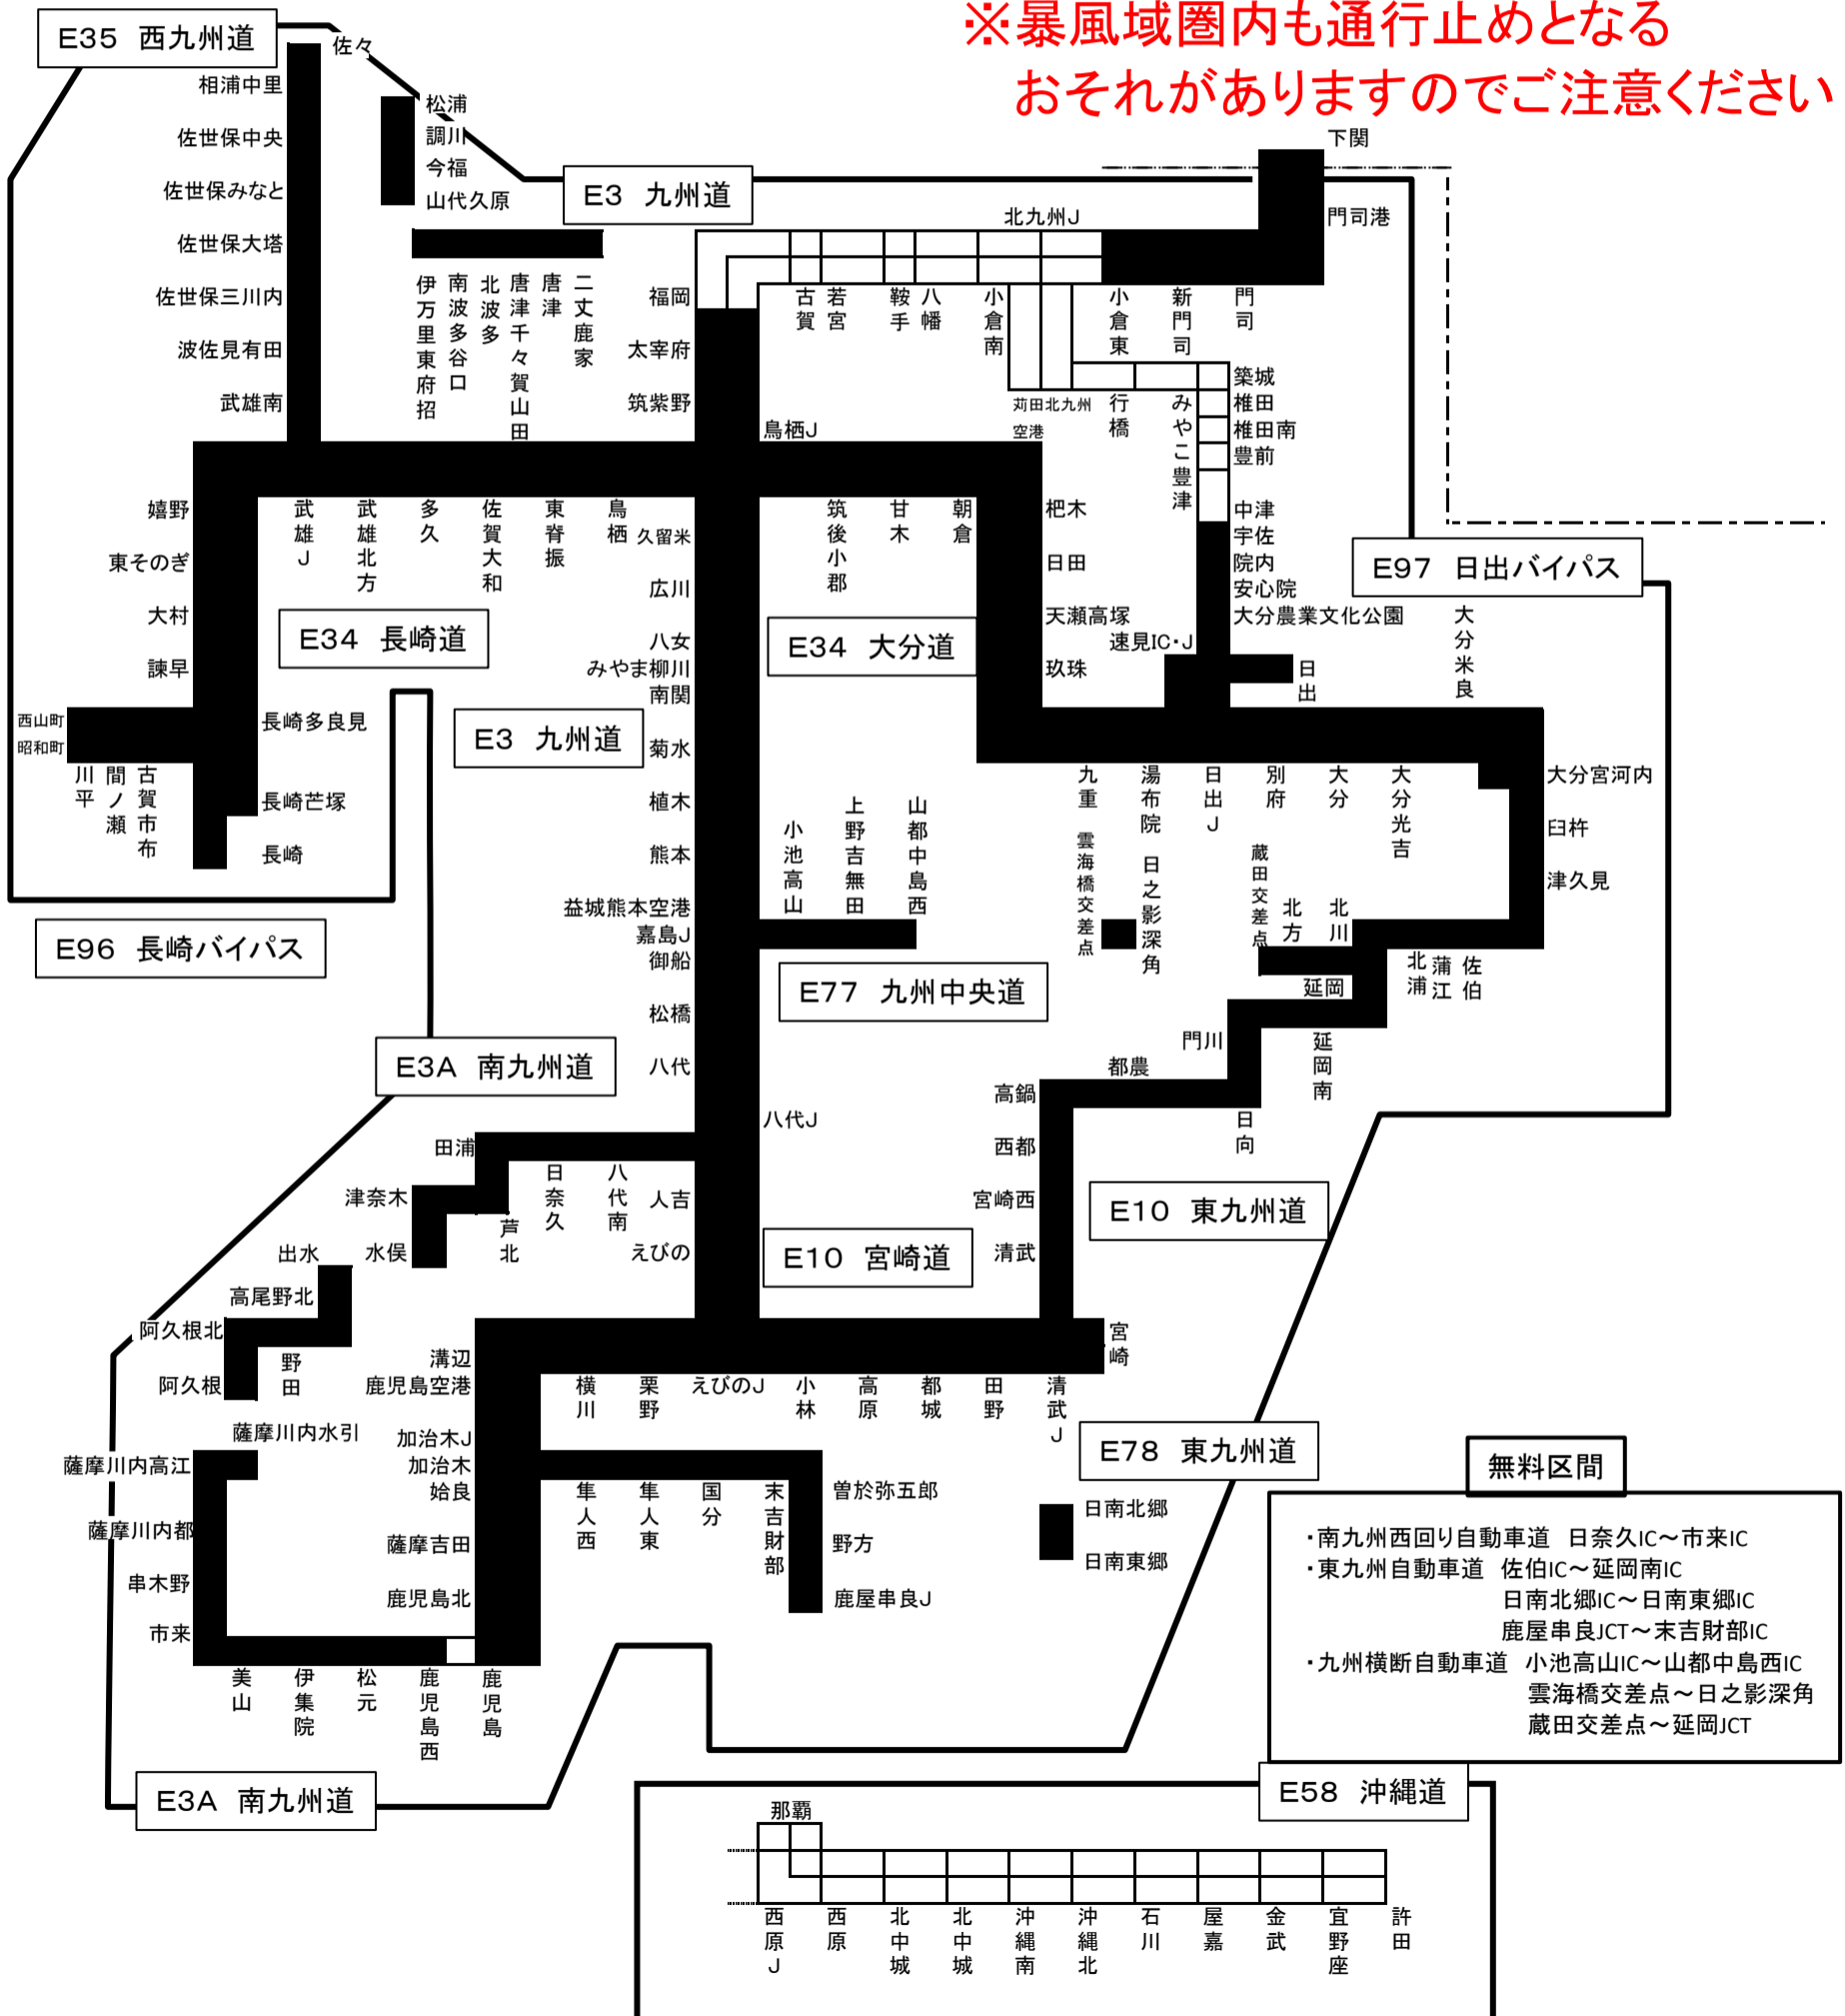 ※暴風域圏内も通行止めとなる
おそれがありますのでご注意ください
E35 西九州道
佐々
相浦中里
佐世保中央
佐世保みなと
佐世保大塔
佐世保三川内
波佐見有田
武雄南
松浦
調川
今福
山代久原
E3 九州道
下関
門司港
北九州J
伊万里東府招
南波多谷口
北波多
唐津千々賀山田
唐津
二丈鹿家
福岡
太宰府
筑紫野
古賀
若宮
鞍手
八幡
小倉南
小倉東
新門司
門司
鳥栖J
苅田北九州
空港
行橋
みやこ豊津
築城
椎田
椎田南
豊前
中津
宇佐
院内
安心院
大分農業文化公園
速見IC・J
日出
E97 日出バイパス
大分米良
嬉野
東そのぎ
大村
諫早
武雄J
武雄北方
多久
佐賀大和
東脊振
鳥栖
久留米
広川
八女
みやま柳川
南関
菊水
植木
熊本
益城熊本空港
嘉島J
御船
松橋
八代
筑後小郡
甘木
朝倉
杷木
日田
天瀬高塚
玖珠
E34 長崎道
E34 大分道
E3 九州道
西山町
昭和町
川平
間ノ瀬
古賀市布
長崎多良見
長崎芒塚
長崎
E96 長崎バイパス
九重
湯布院
日出J
別府
大分
大分光吉
大分宮河内
臼杵
津久見
小池高山
上野吉無田
山都中島西
雲海橋交差点
日之影深角
蔵田交差点
北方
北川
延岡
北浦
蒲江
佐伯
E77 九州中央道
E3A 南九州道
門川
延岡南
都農
高鍋
日向
西都
宮崎西
清武
八代J
田浦
日奈久
八代南
人吉
津奈木
芦北
水俣
えびの
E10 宮崎道
E10 東九州道
出水
高尾野北
阿久根北
野田
阿久根
溝辺
鹿児島空港
横川
栗野
えびのJ
小林
高原
都城
田野
清武J
宮崎
薩摩川内水引
薩摩川内高江
薩摩川内都
串木野
市来
加治木J
加治木
姶良
薩摩吉田
鹿児島北
隼人西
隼人東
国分
末吉財部
曽於弥五郎
野方
鹿屋串良J
E78 東九州道
日南北郷
日南東郷
美山
伊集院
松元
鹿児島西
鹿児島
E3A 南九州道
無料区間
・南九州西回り自動車道 日奈久IC～市来IC
・東九州自動車道 佐伯IC～延岡南IC
日南北郷IC～日南東郷IC
鹿屋串良JCT～末吉財部IC
・九州横断自動車道 小池高山IC～山都中島西IC
雲海橋交差点～日之影深角
蔵田交差点～延岡JCT
E58 沖縄道
那覇
西原J
西原
北中城
北中城
沖縄南
沖縄北
石川
屋嘉
金武
宜野座
許田